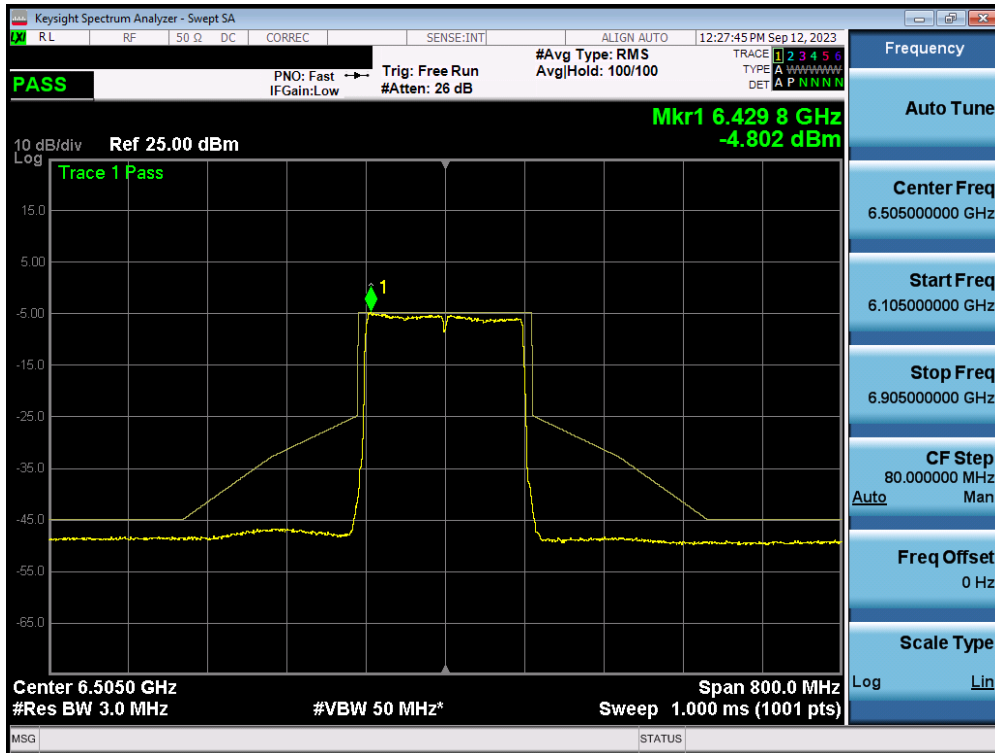 Keysight Spectrum Analyzer - Swept SA
LXI RL RF 50 Ω DC CORREC SENSE:INT ALIGN AUTO 12:27:45 PM Sep 12, 2023
PASS
PNO: Fast
IFGain:Low
Trig: Free Run
#Atten: 26 dB
#Avg Type: RMS
Avg|Hold: 100/100
TRACE 1 2 3 4 5 6
TYPE A WWWWW
DET A P N N N N
Mkr1 6.429 8 GHz
-4.802 dBm
10 dB/div
Log
Ref 25.00 dBm
Trace 1 Pass
15.0
5.00
-5.00
-15.0
-25.0
-35.0
-45.0
-55.0
-65.0
1
Center 6.5050 GHz
Span 800.0 MHz
#Res BW 3.0 MHz
#VBW 50 MHz*
Sweep 1.000 ms (1001 pts)
MSG
STATUS
Frequency
Auto Tune
Center Freq
6.505000000 GHz
Start Freq
6.105000000 GHz
Stop Freq
6.905000000 GHz
CF Step
80.000000 MHz
Auto Man
Freq Offset
0 Hz
Scale Type
Log Lin